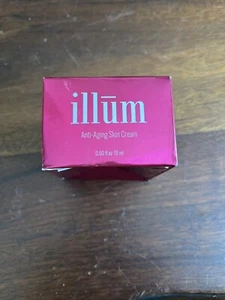 illūm
Anti-Aging Skin Cream
0.50 fl oz 15 ml